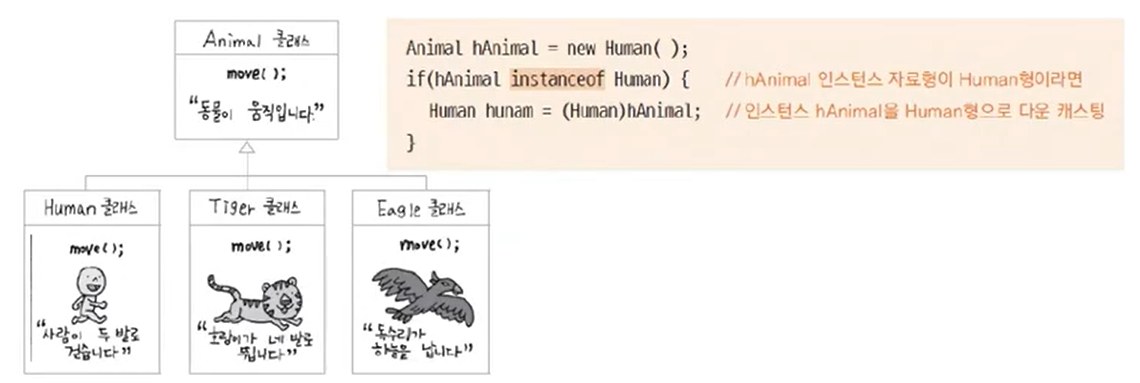 Animal 클래스
move( );
"동물이 움직입니다."
Human 클래스
move( );
"사람이 두 발로
걷습니다"
Tiger 클래스
move( );
"호랑이가 네 발로
뜁니다"
Eagle 클래스
move( );
"독수리가
하늘을 납니다"
Animal hAnimal = new Human( );
if(hAnimal instanceof Human) { //hAnimal 인스턴스 자료형이 Human형이라면
Human hunam = (Human)hAnimal; //인스턴스 hAnimal을 Human형으로 다운 캐스팅
}